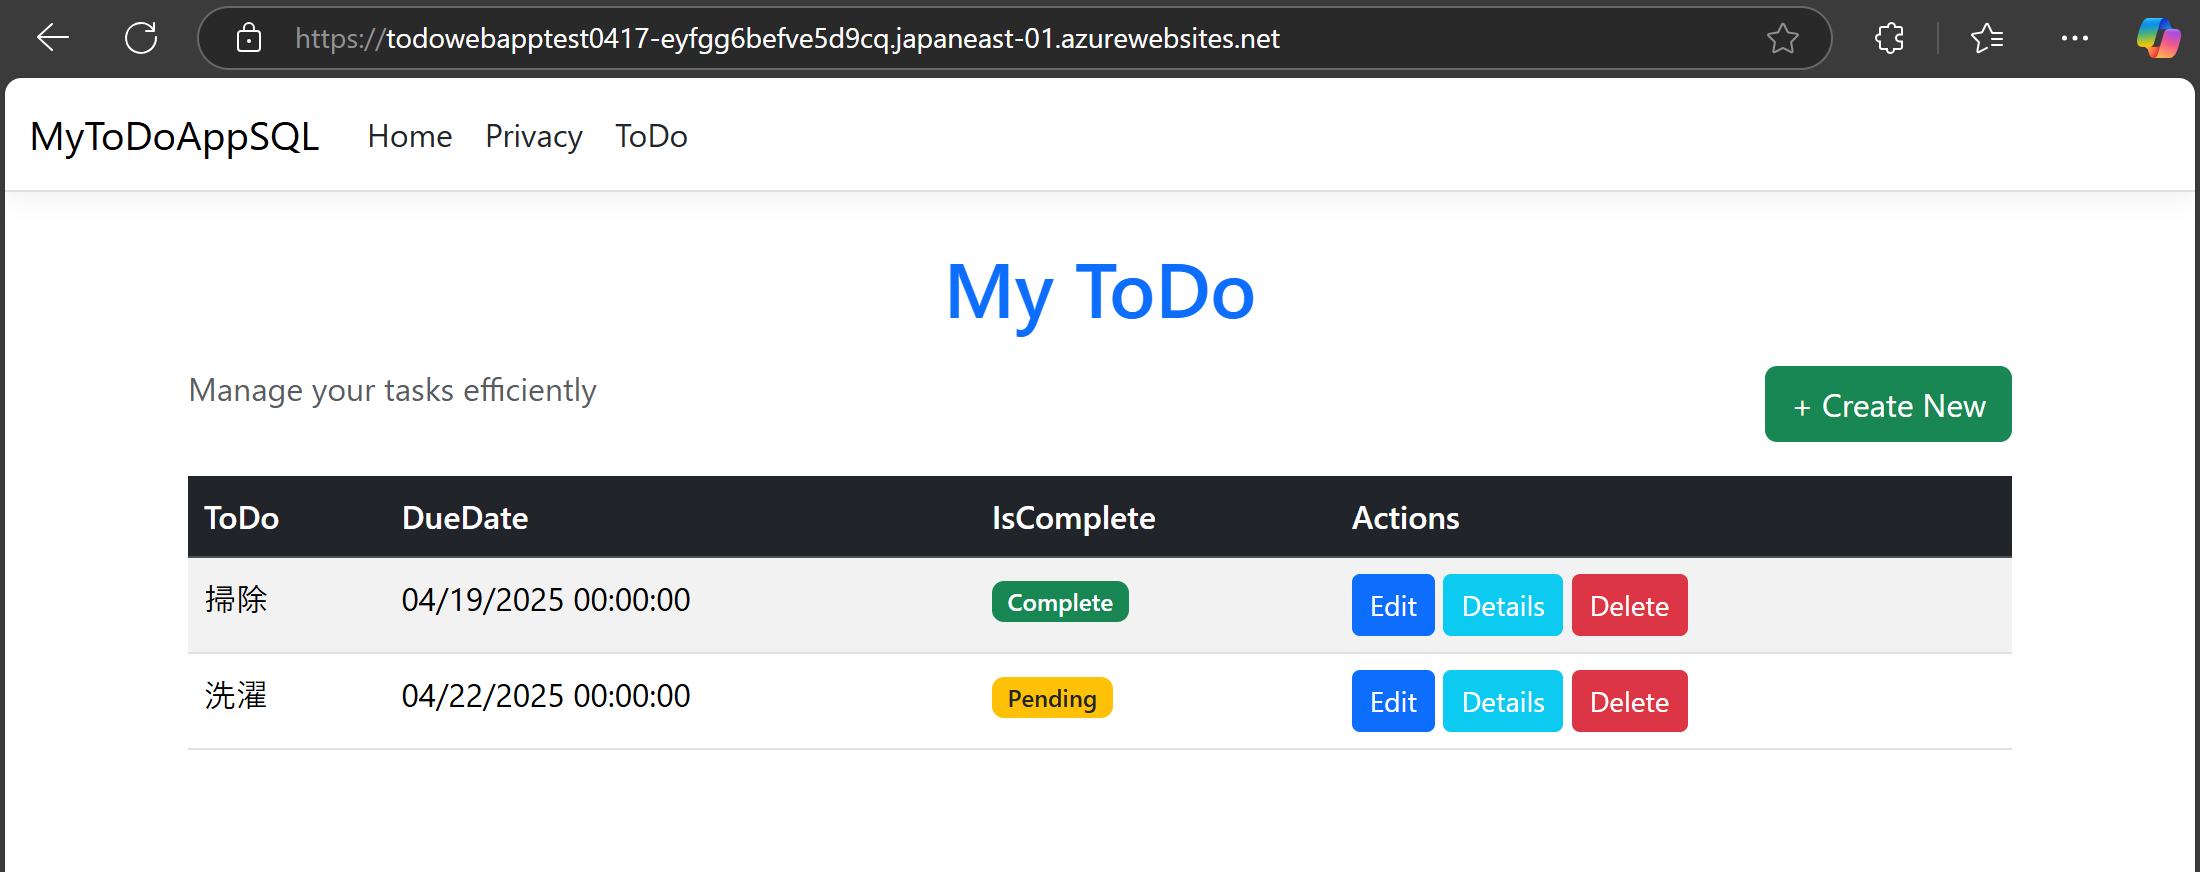 https://todowebapptest0417-eyfgg6befve5d9cq.japaneast-01.azurewebsites.net
MyToDoAppSQL Home Privacy ToDo
My ToDo
Manage your tasks efficiently
+ Create New
ToDo DueDate IsComplete Actions
掃除 04/19/2025 00:00:00 Complete Edit Details Delete
洗濯 04/22/2025 00:00:00 Pending Edit Details Delete